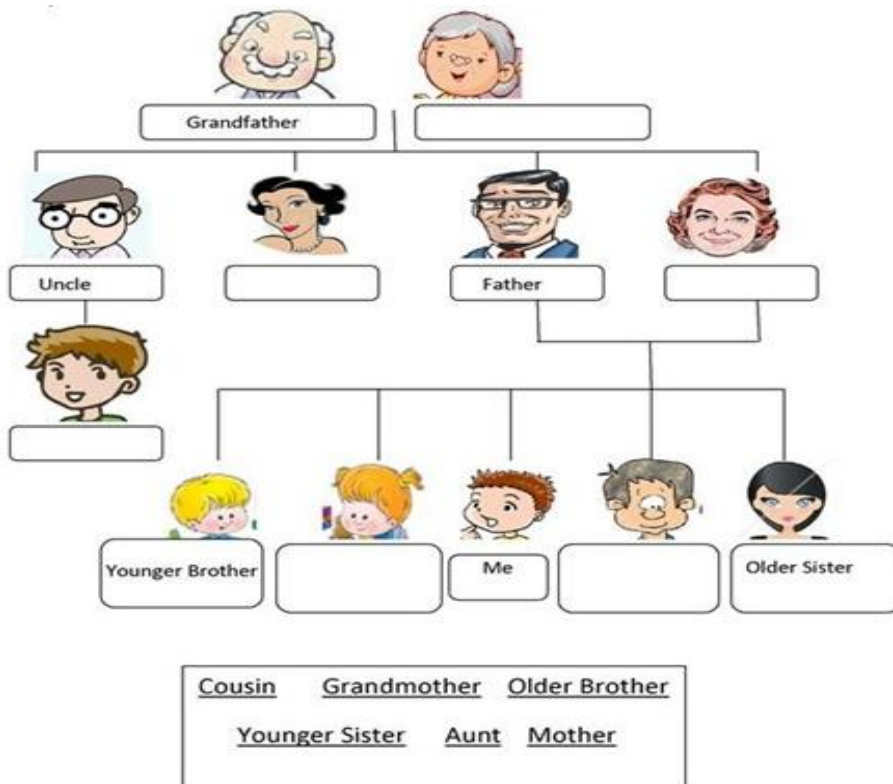 Grandfather
Uncle
Father
Younger Brother
Me
Older Sister
Cousin Grandmother Older Brother
Younger Sister Aunt Mother